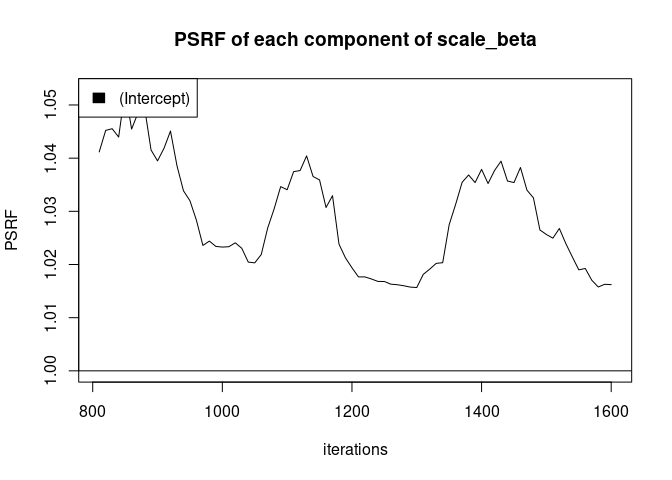 PSRF of each component of scale_beta
(Intercept)
PSRF
1.05
1.04
1.03
1.02
1.01
1.00
800 1000 1200 1400 1600
iterations